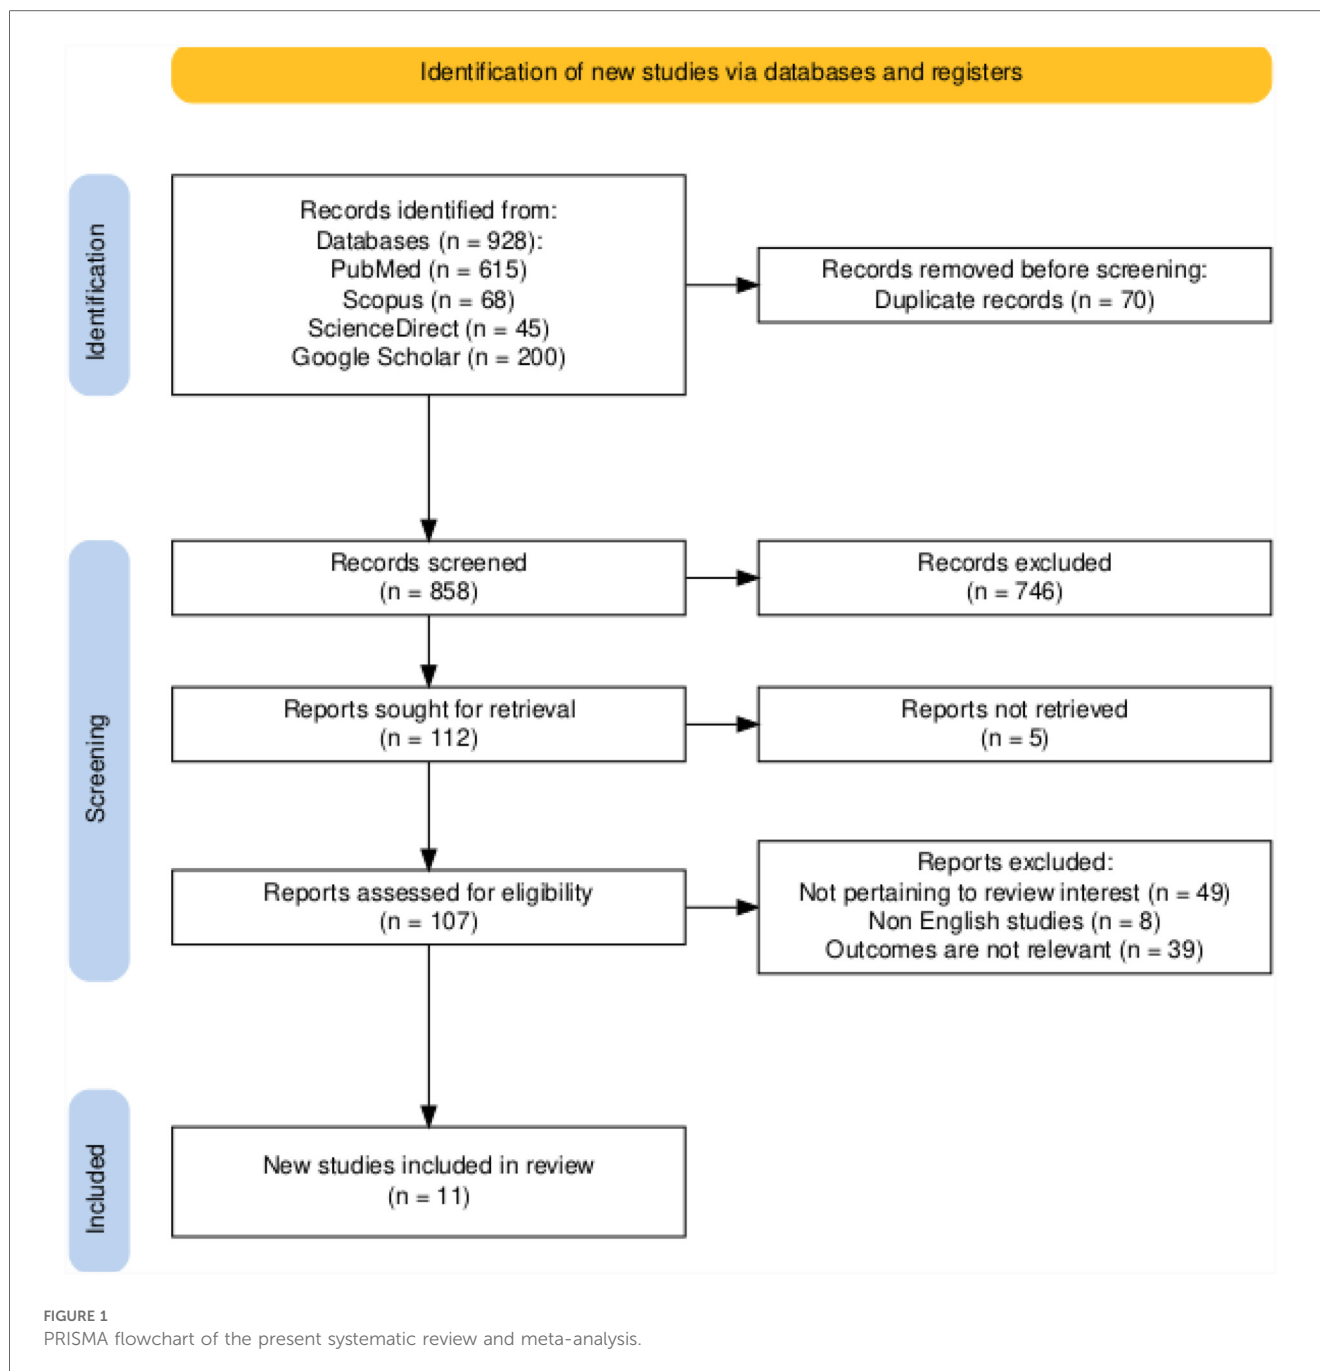 Identification of new studies via databases and registers
Identification
Records identified from:
Databases (n = 928):
PubMed (n = 615)
Scopus (n = 68)
ScienceDirect (n = 45)
Google Scholar (n = 200)
Records removed before screening:
Duplicate records (n = 70)
Screening
Records screened
(n = 858)
Records excluded
(n = 746)
Reports sought for retrieval
(n = 112)
Reports not retrieved
(n = 5)
Reports assessed for eligibility
(n = 107)
Reports excluded:
Not pertaining to review interest (n = 49)
Non English studies (n = 8)
Outcomes are not relevant (n = 39)
Included
New studies included in review
(n = 11)
FIGURE 1
PRISMA flowchart of the present systematic review and meta-analysis.